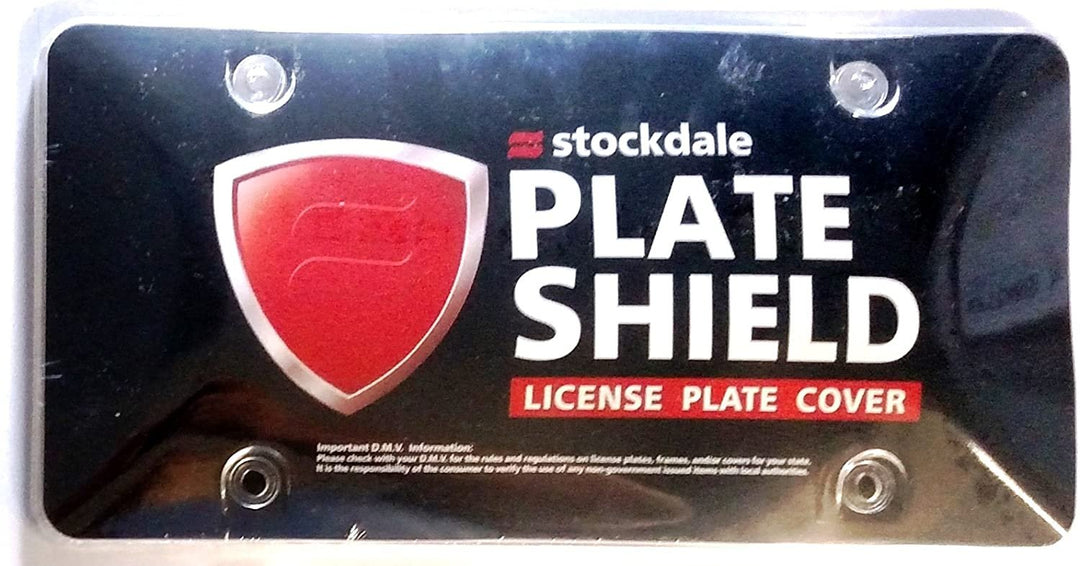 stockdale
PLATE
SHIELD
LICENSE PLATE COVER
Important D.M.V. Information:
Please check with your D.M.V. for the rules and regulations on license plates, frames, and/or covers for your state.
It is the responsibility of the consumer to verify the use of any non-government issued items with local authorities.